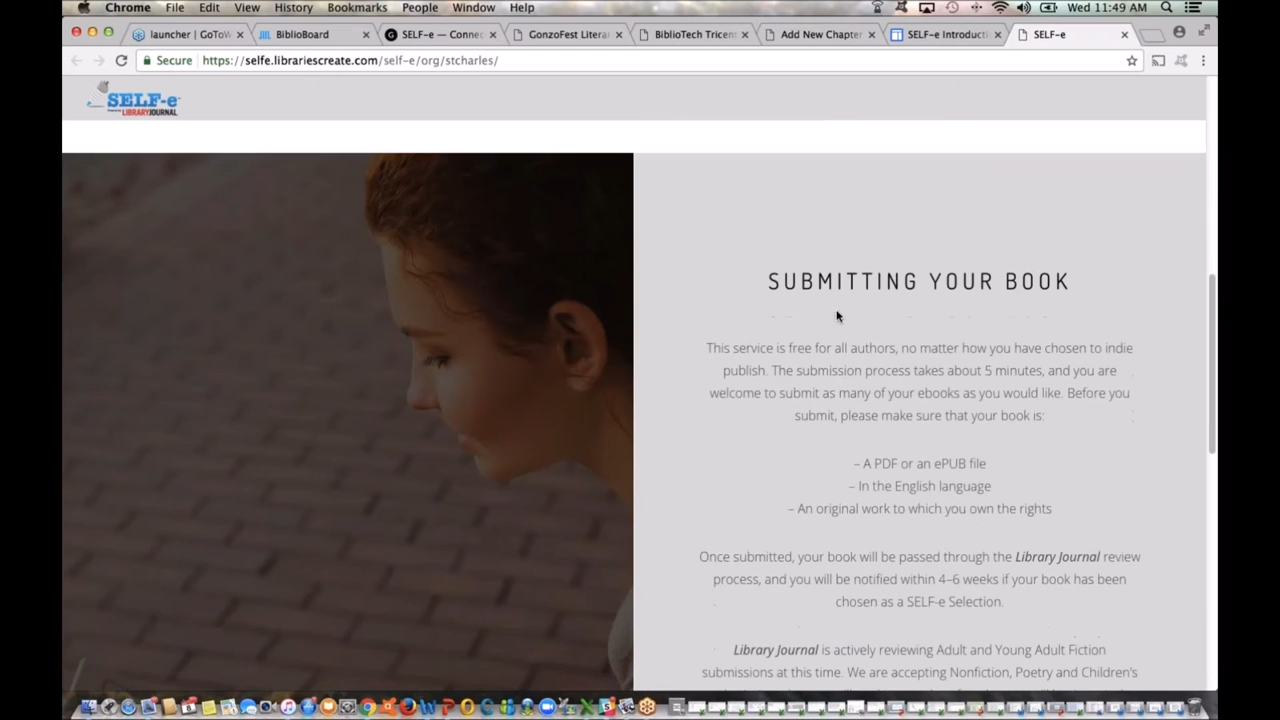 Chrome File Edit View History Bookmarks People Window Help Wed 11:49 AM
launcher | GoToW BiblioBoard SELF-e — Connec GonzoFest Litera BiblioTech Tricent Add New Chapter SELF-e Introducti SELF-e
Secure https://selfe.librariescreate.com/self-e/org/stcharles/
SELF-e
LIBRARYJOURNAL
SUBMITTING YOUR BOOK
This service is free for all authors, no matter how you have chosen to indie
publish. The submission process takes about 5 minutes, and you are
welcome to submit as many of your ebooks as you would like. Before you
submit, please make sure that your book is:
– A PDF or an ePUB file
– In the English language
– An original work to which you own the rights
Once submitted, your book will be passed through the Library Journal review
process, and you will be notified within 4–6 weeks if your book has been
chosen as a SELF-e Selection.
Library Journal is actively reviewing Adult and Young Adult Fiction
submissions at this time. We are accepting Nonfiction, Poetry and Children's